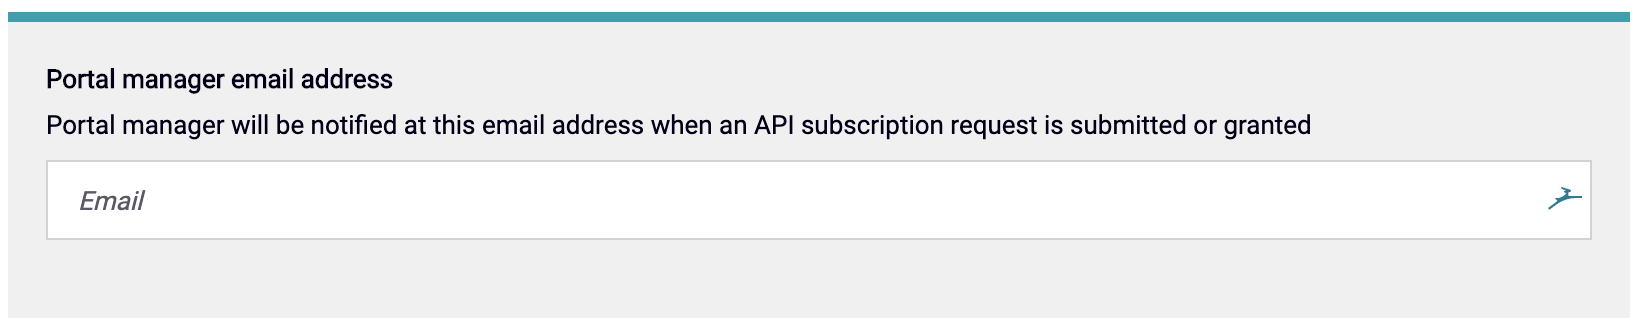 Portal manager email address
Portal manager will be notified at this email address when an API subscription request is submitted or granted
Email